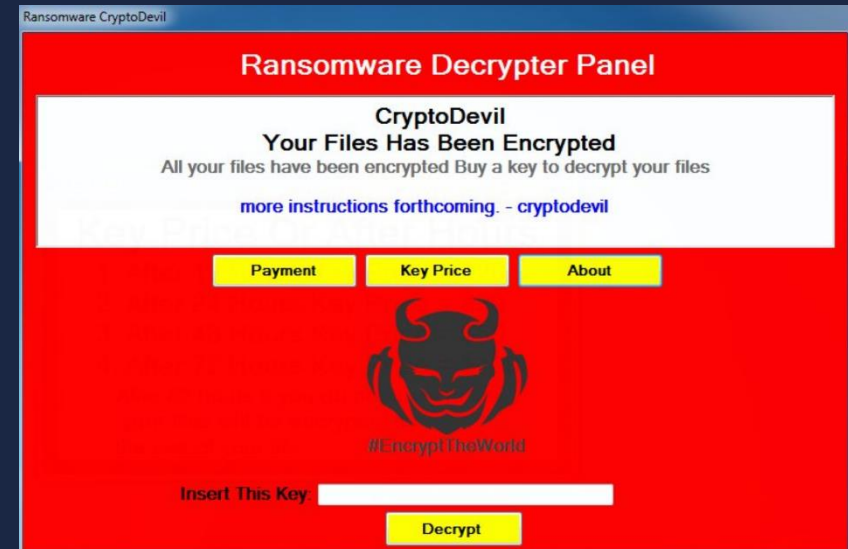 Ransomware CryptoDevil
Ransomware Decrypter Panel
CryptoDevil
Your Files Has Been Encrypted
All your files have been encrypted Buy a key to decrypt your files
more instructions forthcoming. - cryptodevil
Payment Key Price About
#EncryptTheWorld
Insert This Key:
Decrypt